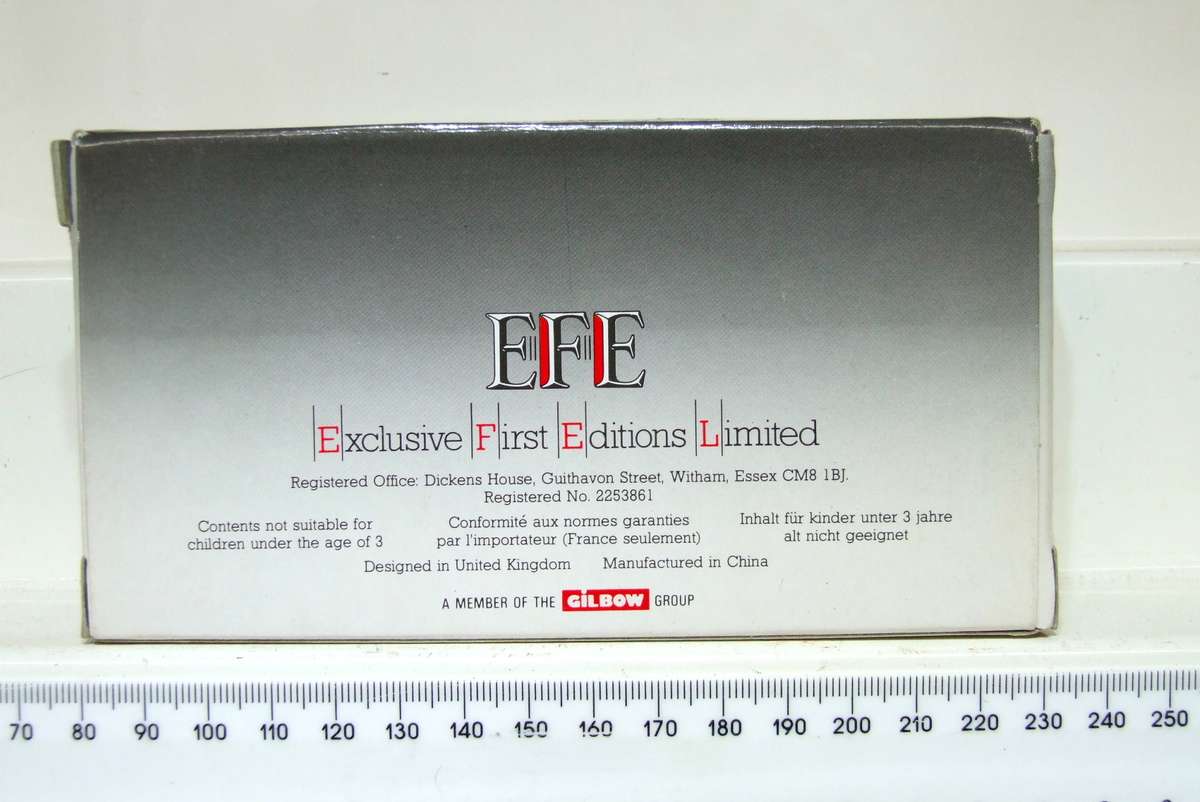 EFE
Exclusive First Editions Limited
Registered Office: Dickens House, Guithavon Street, Witham, Essex CM8 1BJ.
Registered No. 2253861
Contents not suitable for
children under the age of 3
Conformité aux normes garanties
par l'importateur (France seulement)
Inhalt für kinder unter 3 jahre
alt nicht geeignet
Designed in United Kingdom Manufactured in China
A MEMBER OF THE GILBOW GROUP
70 80 90 100 110 120 130 140 150 160 170 180 190 200 210 220 230 240 250